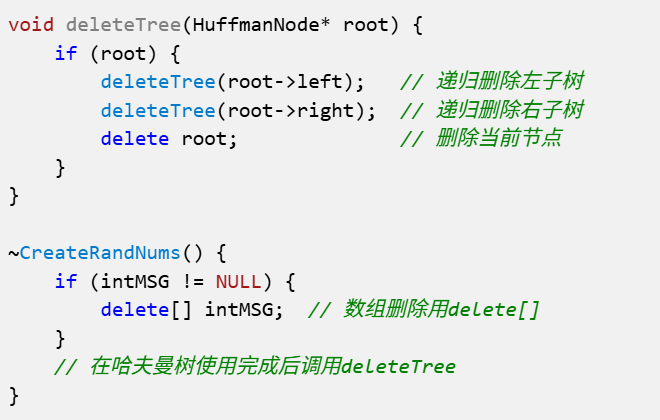 void deleteTree(HuffmanNode* root) {
    if (root) {
        deleteTree(root->left);   // 递归删除左子树
        deleteTree(root->right);  // 递归删除右子树
        delete root;              // 删除当前节点
    }
}

~CreateRandNums() {
    if (intMSG != NULL) {
        delete[] intMSG;  // 数组删除用delete[]
    }
    // 在哈夫曼树使用完成后调用deleteTree
}